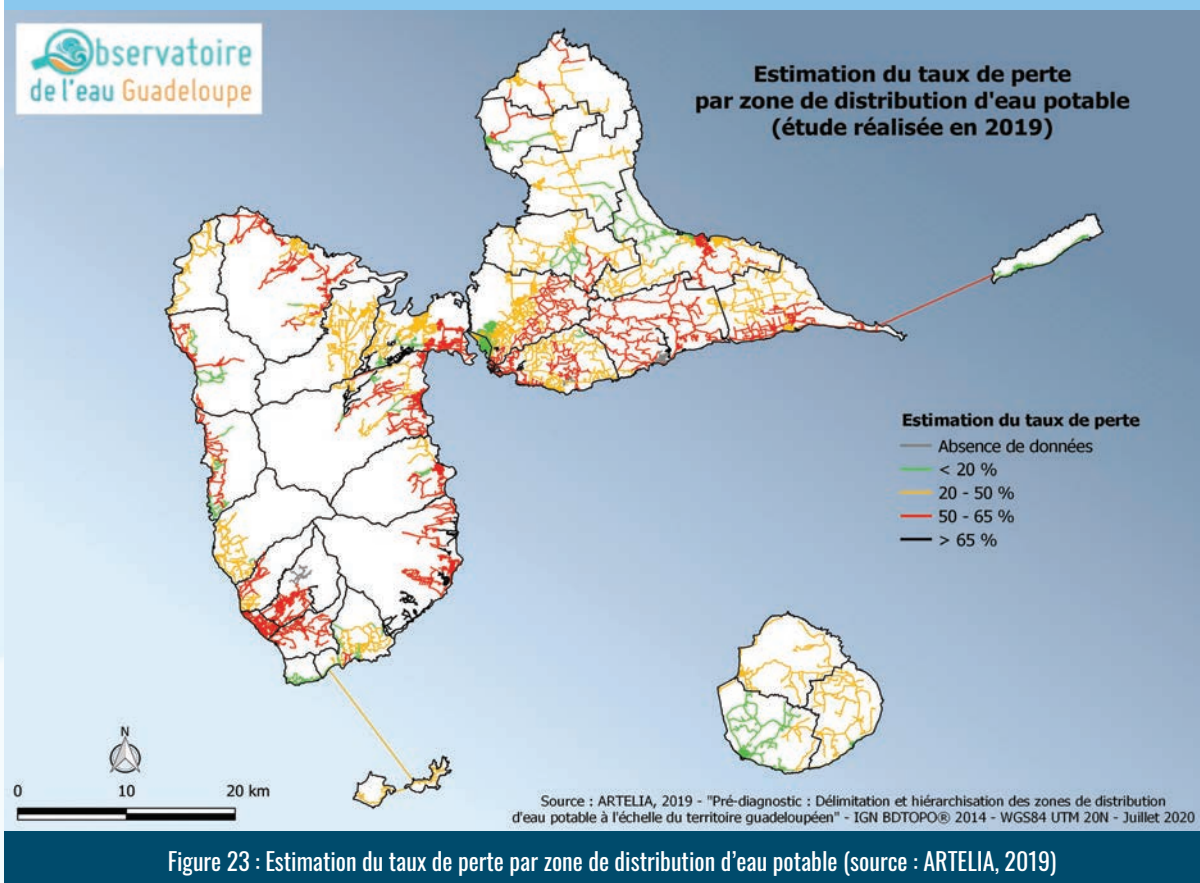 Observatoire
de l'eau Guadeloupe
Estimation du taux de perte
par zone de distribution d'eau potable
(étude réalisée en 2019)
Estimation du taux de perte
Absence de données
< 20 %
20 - 50 %
50 - 65 %
> 65 %
N
0 10 20 km
Source : ARTELIA, 2019 - "Pré-diagnostic : Délimitation et hiérarchisation des zones de distribution
d'eau potable à l'échelle du territoire guadeloupéen" - IGN BDTOPO® 2014 - WGS84 UTM 20N - Juillet 2020
Figure 23 : Estimation du taux de perte par zone de distribution d'eau potable (source : ARTELIA, 2019)